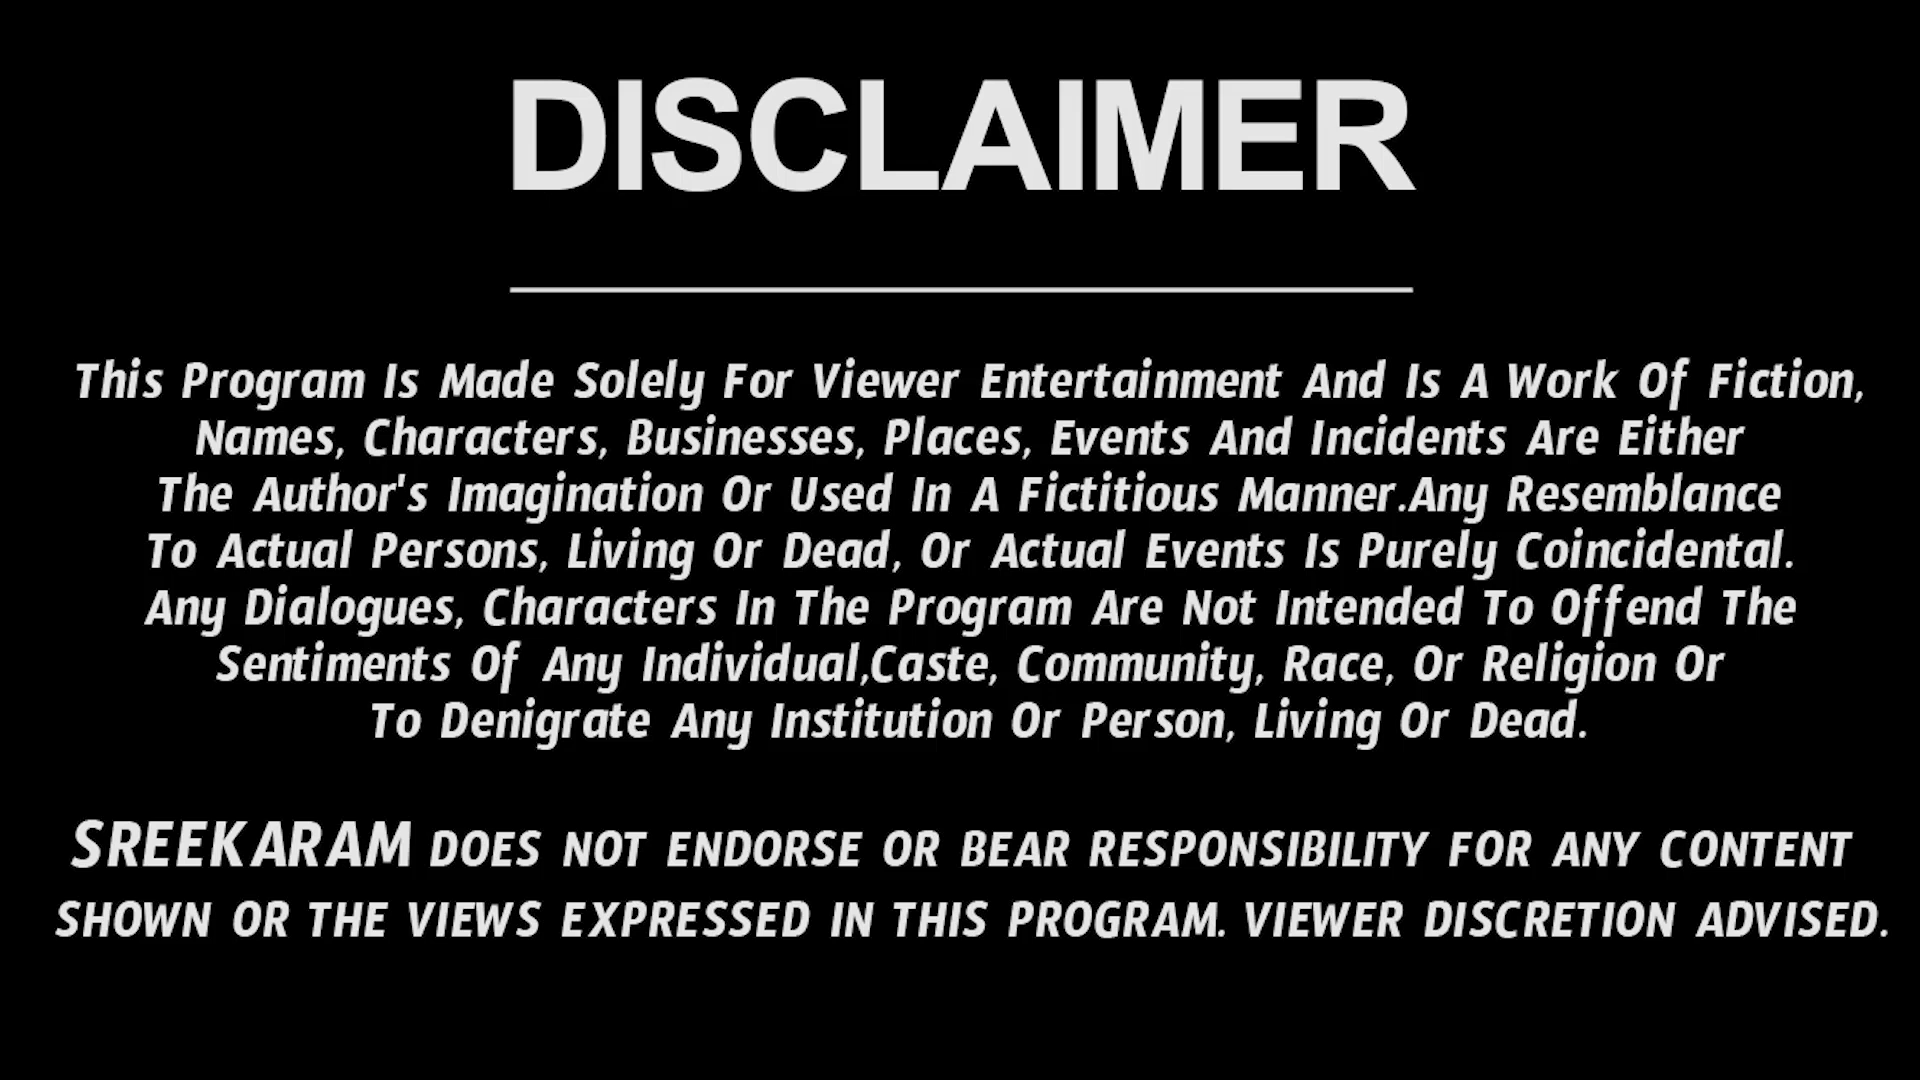 DISCLAIMER
This Program Is Made Solely For Viewer Entertainment And Is A Work Of Fiction,
Names, Characters, Businesses, Places, Events And Incidents Are Either
The Author's Imagination Or Used In A Fictitious Manner.Any Resemblance
To Actual Persons, Living Or Dead, Or Actual Events Is Purely Coincidental.
Any Dialogues, Characters In The Program Are Not Intended To Offend The
Sentiments Of Any Individual,Caste, Community, Race, Or Religion Or
To Denigrate Any Institution Or Person, Living Or Dead.
SREEKARAM DOES NOT ENDORSE OR BEAR RESPONSIBILITY FOR ANY CONTENT
SHOWN OR THE VIEWS EXPRESSED IN THIS PROGRAM. VIEWER DISCRETION ADVISED.